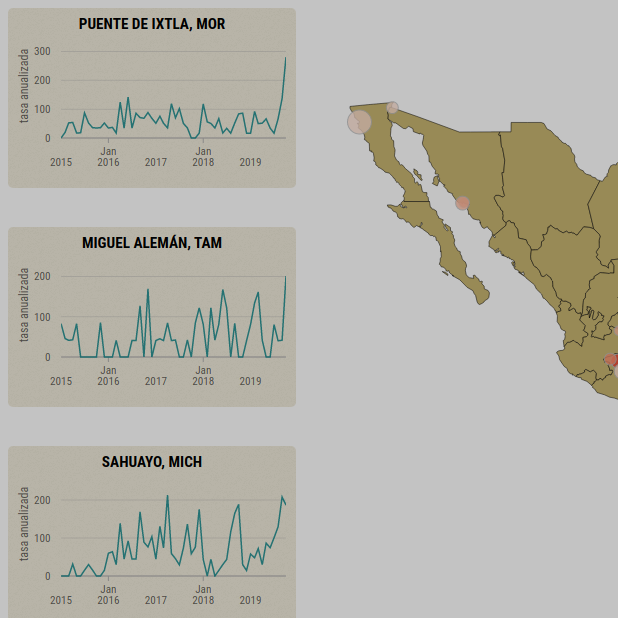 PUENTE DE IXTLA, MOR
tasa anualizada
300
200
100
0
Jan Jan
2015 2016 2017 2018 2019
MIGUEL ALEMÁN, TAM
tasa anualizada
200
100
0
Jan Jan
2015 2016 2017 2018 2019
SAHUAYO, MICH
tasa anualizada
200
100
0
Jan Jan
2015 2016 2017 2018 2019